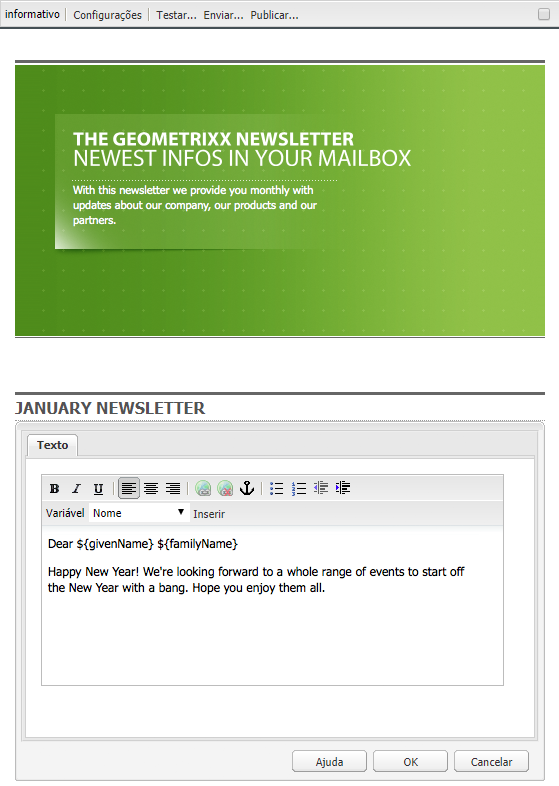 informativo Configurações Testar... Enviar... Publicar...
THE GEOMETRIXX NEWSLETTER
NEWEST INFOS IN YOUR MAILBOX
With this newsletter we provide you monthly with
updates about our company, our products and our
partners.
JANUARY NEWSLETTER
Texto
B I U
Variável Nome Inserir
Dear ${givenName} ${familyName}
Happy New Year! We're looking forward to a whole range of events to start off
the New Year with a bang. Hope you enjoy them all.
Ajuda OK Cancelar